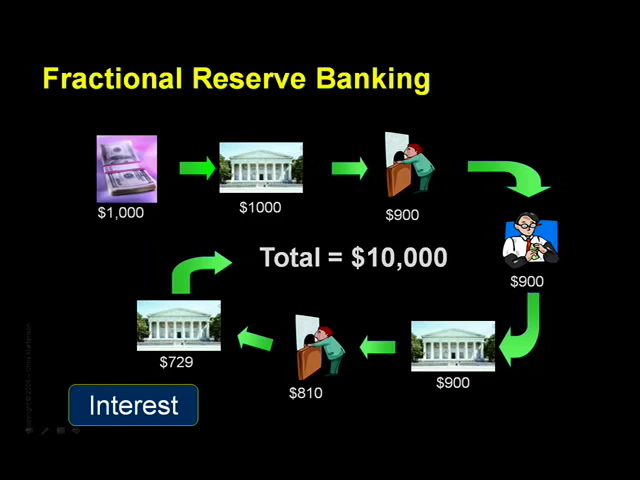 Fractional Reserve Banking
$1,000
$1000
$900
$900
Total = $10,000
$729
$810
$900
Interest